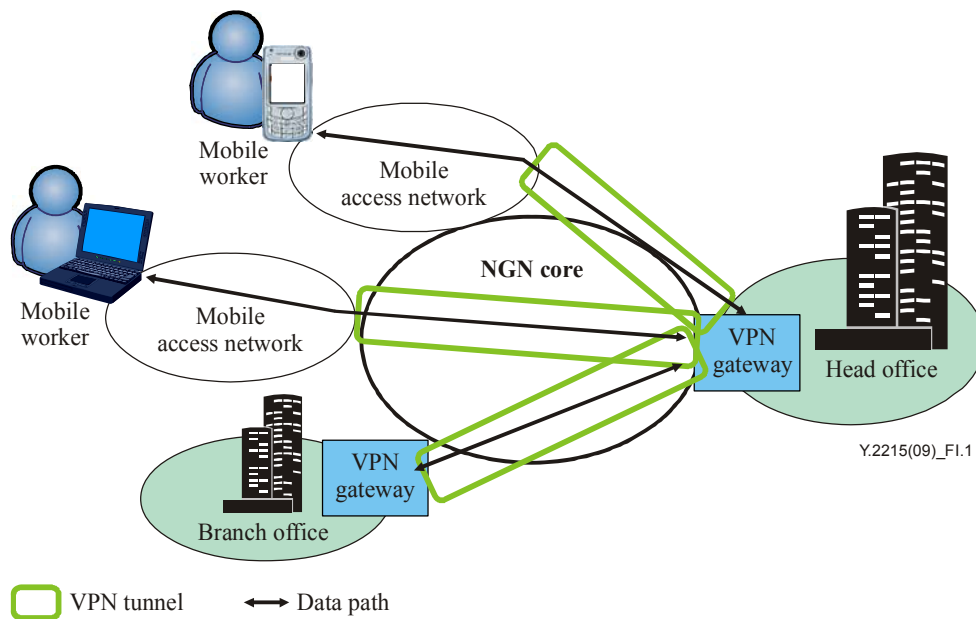 Mobile
worker
Mobile
access network
Mobile
worker
Mobile
access network
NGN core
VPN
gateway
Head office
VPN
gateway
Branch office
Y.2215(09)_FI.1
VPN tunnel
Data path